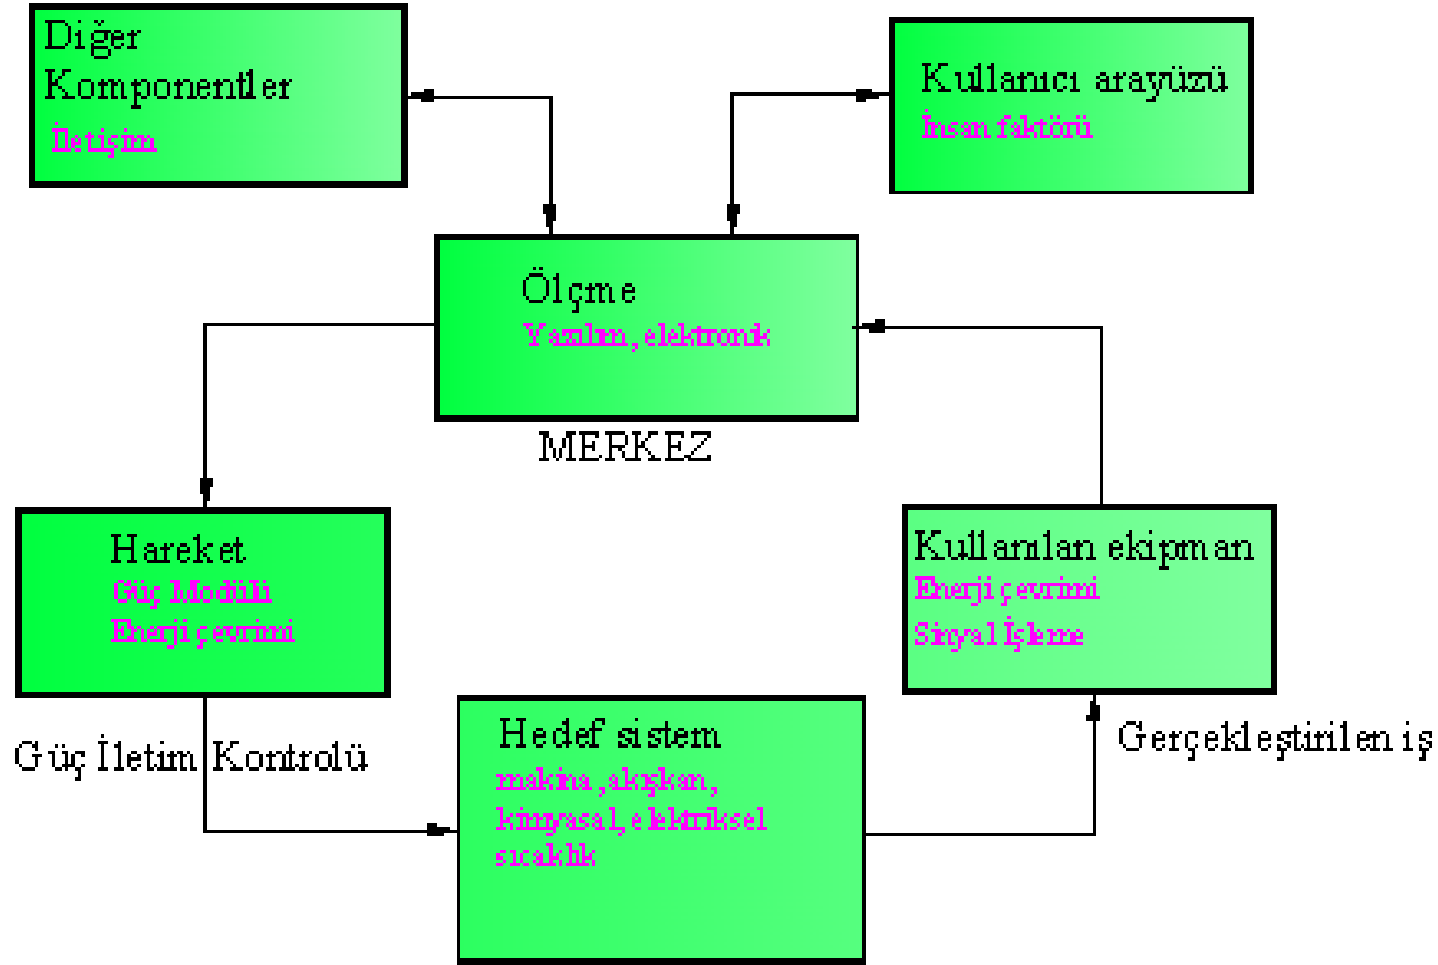 Diğer
Komponentler
İletişim
Kullanıcı arayüzü
İnsan faktörü
Ölçme
Yazılım, elektronik
MERKEZ
Hareket
Güç Modülü
Enerji çevrimi
Kullanılan ekipman
Enerji çevrimi
Sinyal İşleme
Güç İletim Kontrolü
Hedef sistem
makina, akışkan,
kimyasal, elektriksel
sıcaklık
Gerçekleştirilen iş